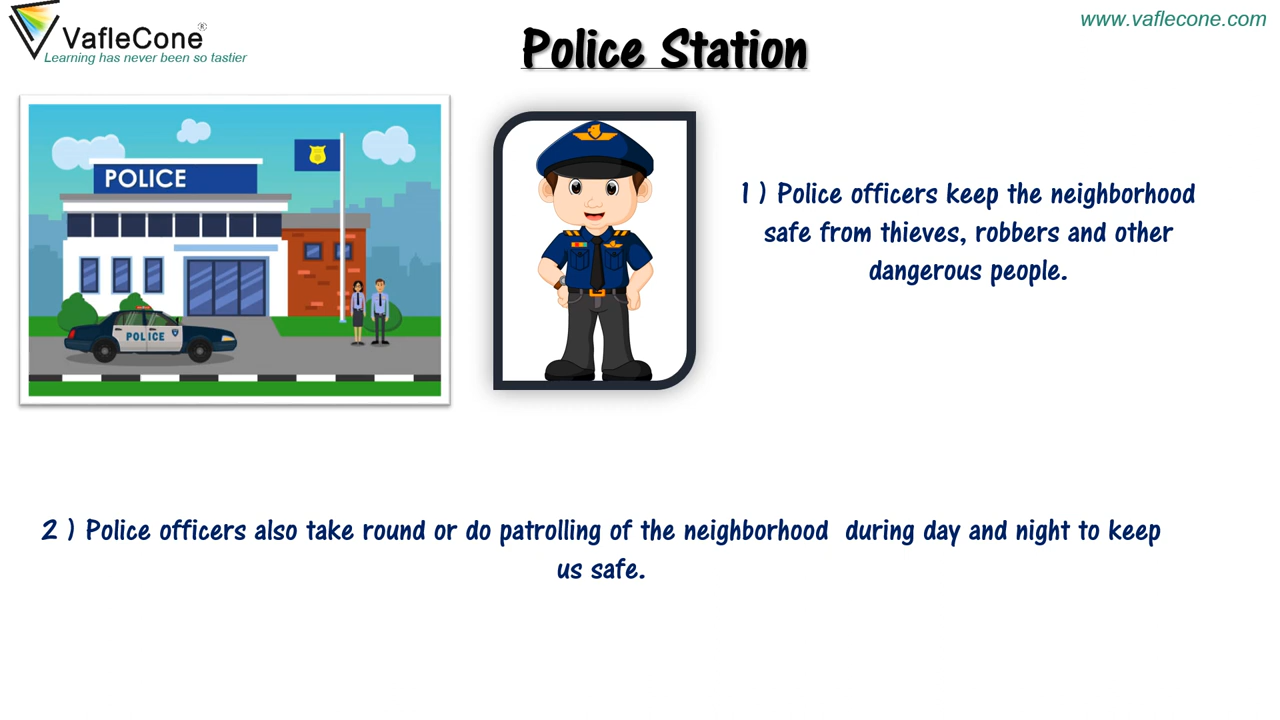 VafleCone®
Learning has never been so tastier
www.vaflecone.com
Police Station
POLICE
POLICE
1 ) Police officers keep the neighborhood
safe from thieves, robbers and other
dangerous people.
2 ) Police officers also take round or do patrolling of the neighborhood during day and night to keep
us safe.